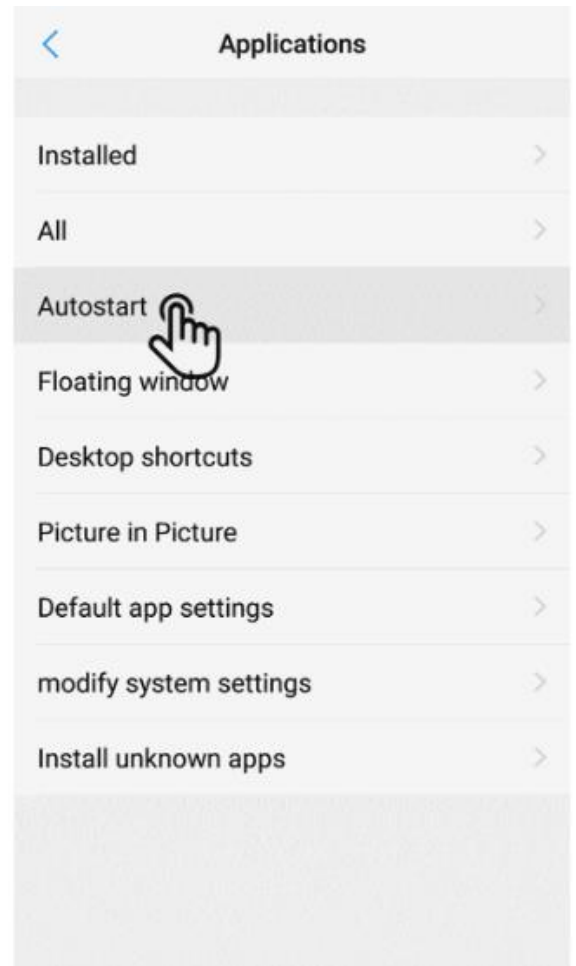 Applications
Installed
All
Autostart
Floating window
Desktop shortcuts
Picture in Picture
Default app settings
modify system settings
Install unknown apps